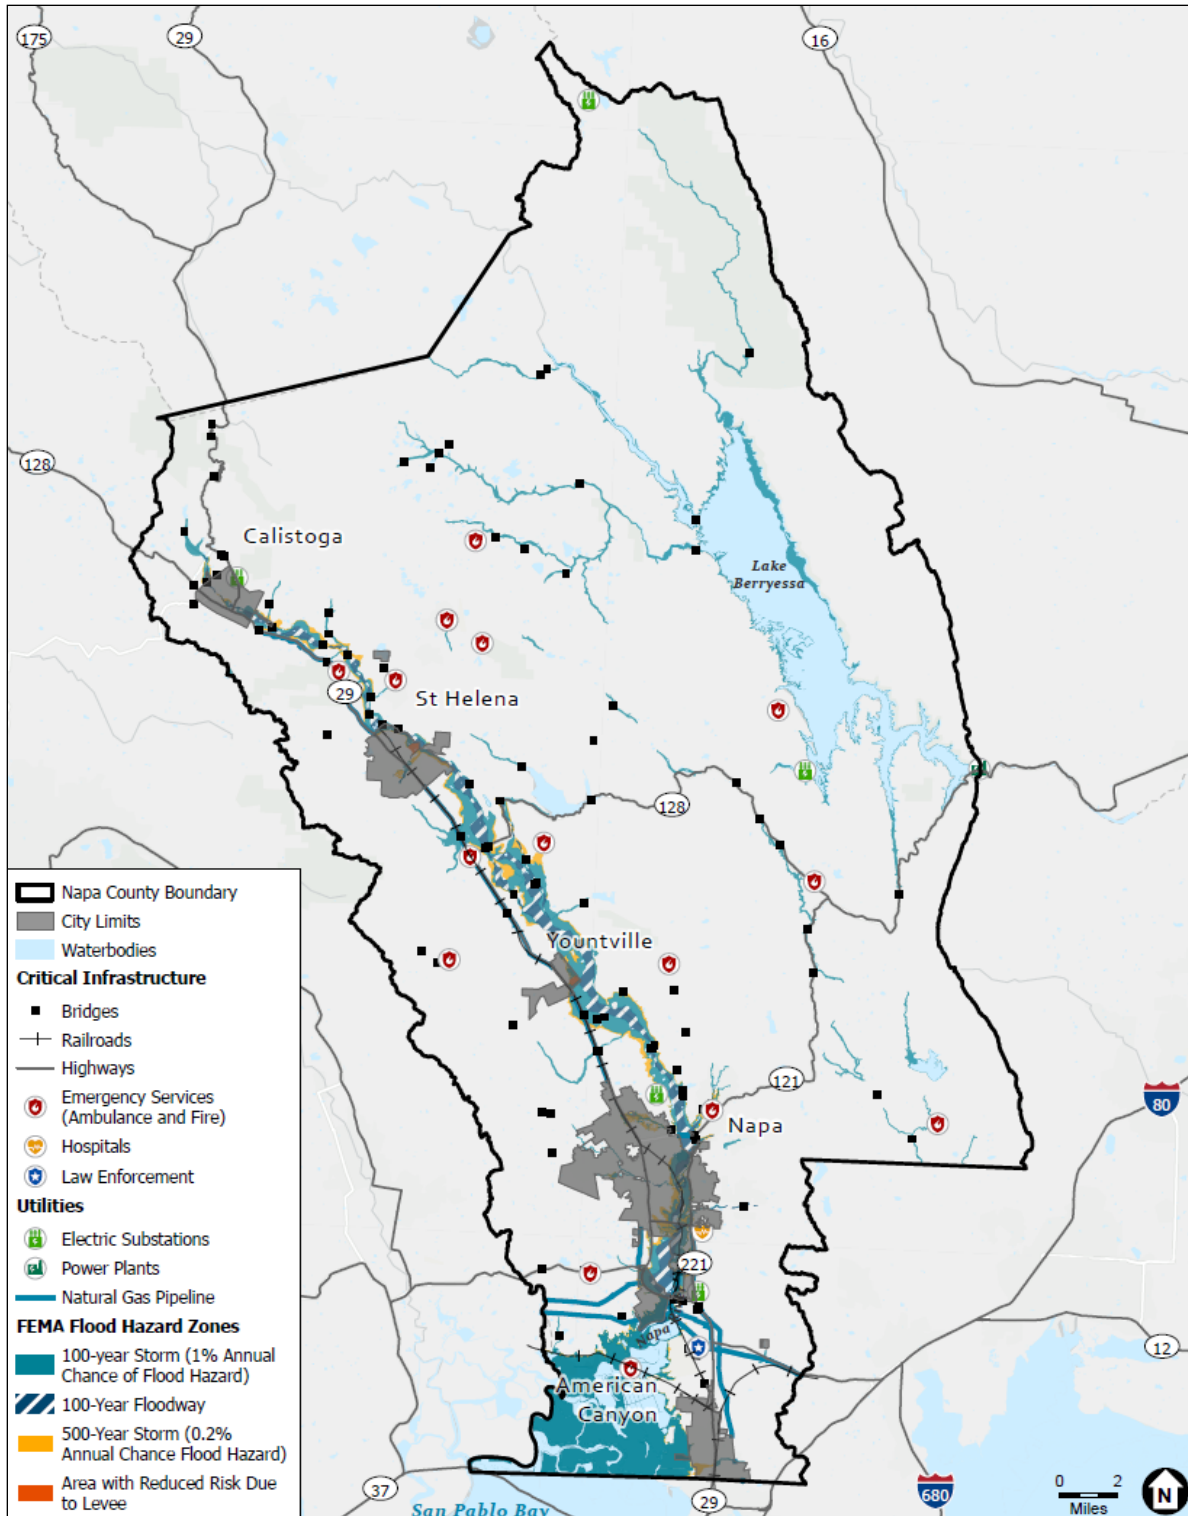 175
29
16
128
Calistoga
Lake
Berryessa
29
St Helena
128
Yountville
121
80
Napa
221
Napa
12
American
Canyon
37
San Pablo Bay
29
680
Napa County Boundary
City Limits
Waterbodies
Critical Infrastructure
Bridges
Railroads
Highways
Emergency Services
(Ambulance and Fire)
Hospitals
Law Enforcement
Utilities
Electric Substations
Power Plants
Natural Gas Pipeline
FEMA Flood Hazard Zones
100-year Storm (1% Annual
Chance of Flood Hazard)
100-Year Floodway
500-Year Storm (0.2%
Annual Chance Flood Hazard)
Area with Reduced Risk Due
to Levee
0 2
Miles
N